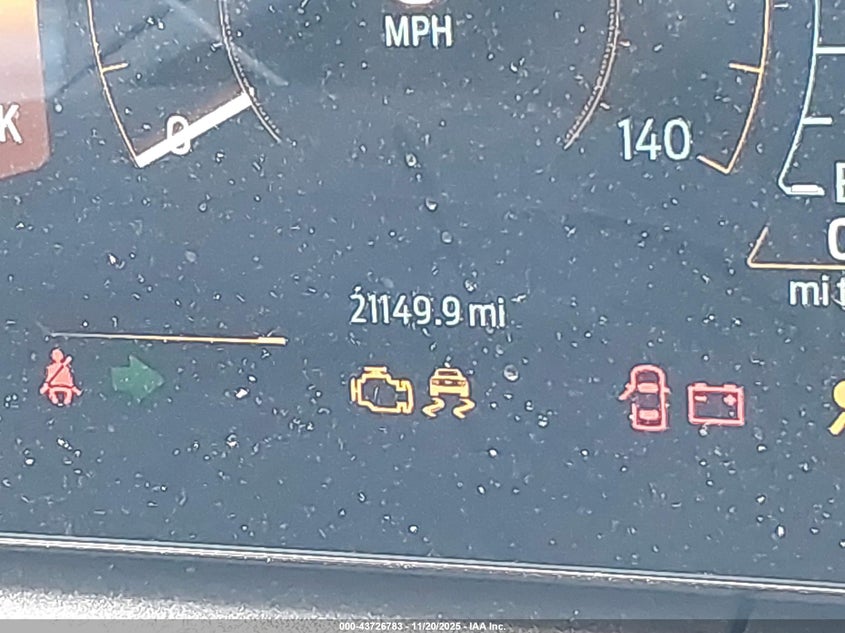 MPH
K
0
140
21149.9 mi
mi
000-43726783 - 11/20/2025 - IAA Inc.